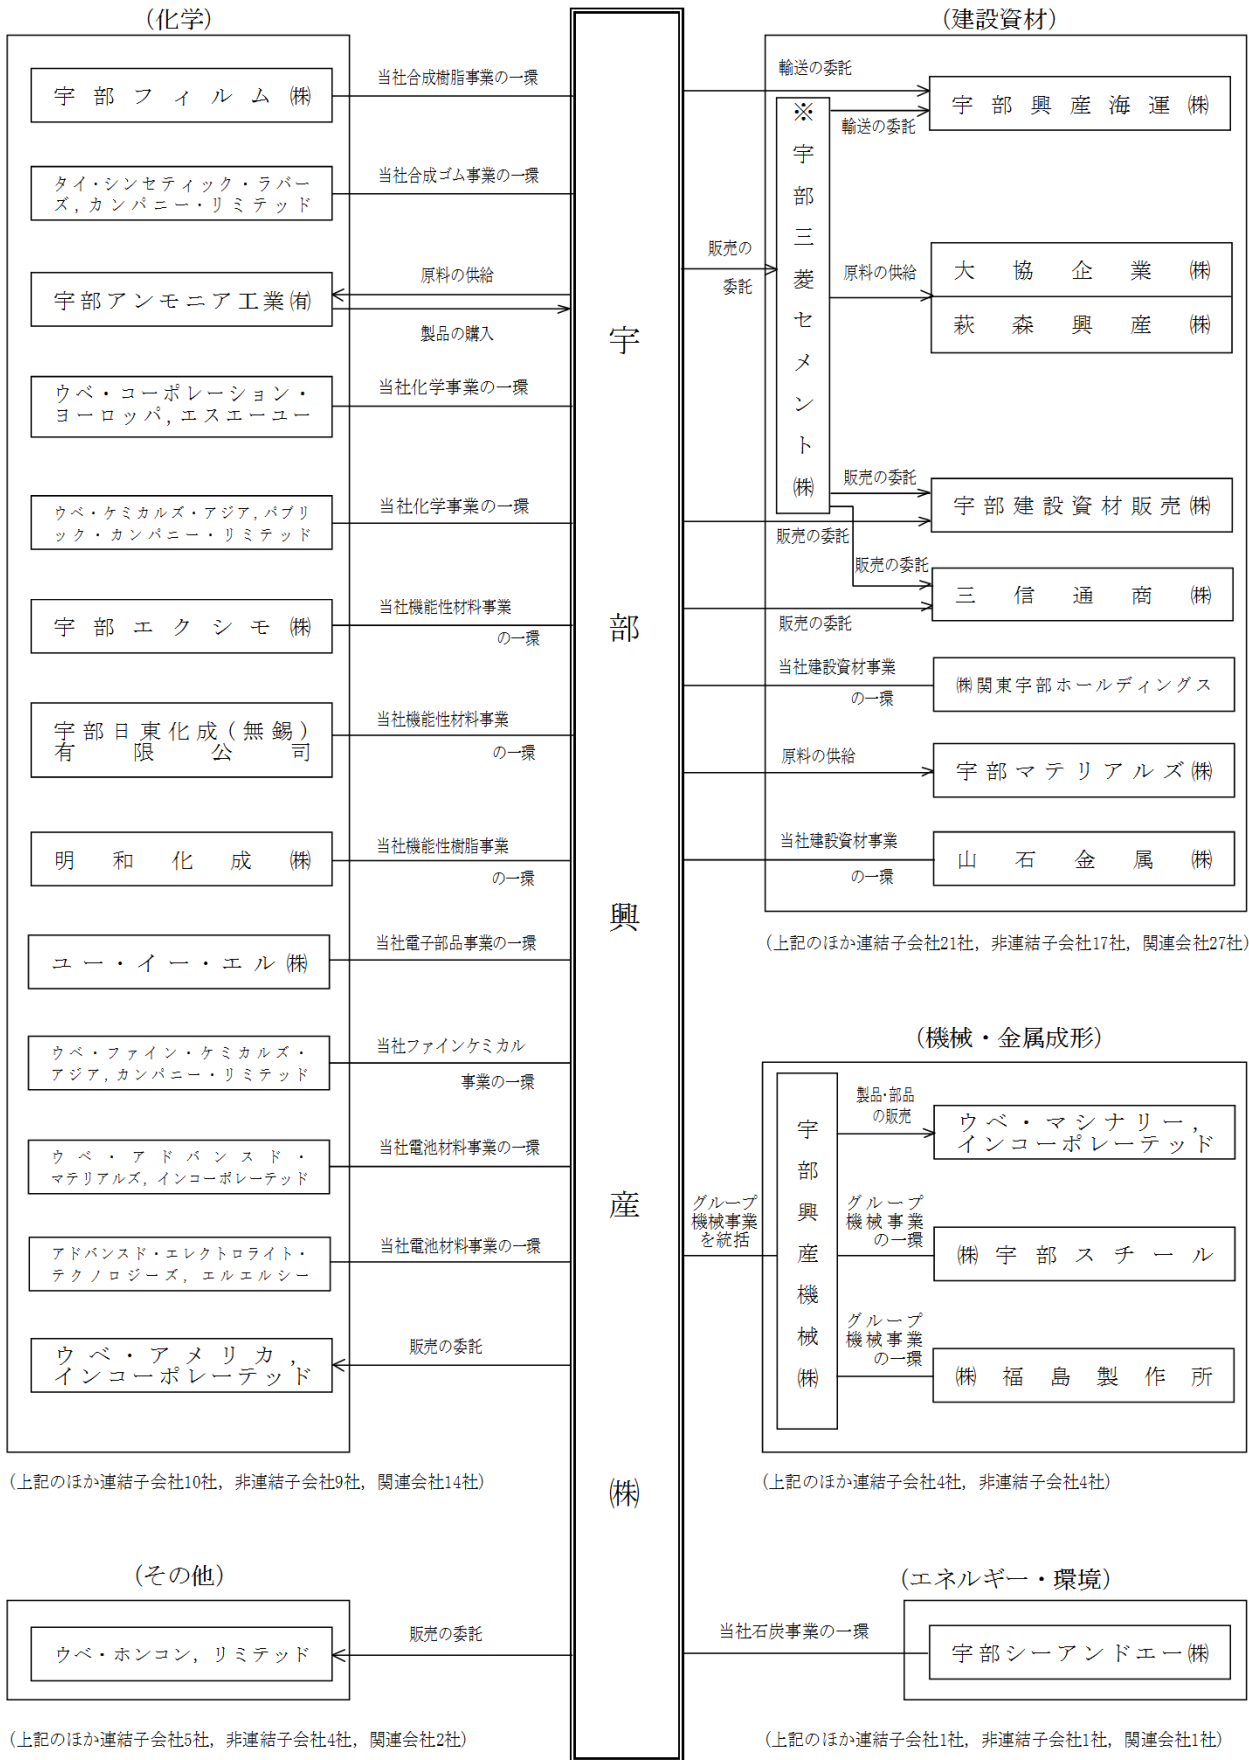 (化学)
宇部フィルム㈱
当社合成樹脂事業の一環
タイ・シンセティック・ラバー
ズ,カンパニー・リミテッド
当社合成ゴム事業の一環
宇部アンモニア工業㈲
原料の供給
製品の購入
ウベ・コーポレーション・
ヨーロッパ,エスエーユー
当社化学事業の一環
ウベ・ケミカルズ・アジア,パブリ
ック・カンパニー・リミテッド
当社化学事業の一環
宇部エクシモ㈱
当社機能性材料事業
の一環
宇部日東化成(無錫)
有限公司
当社機能性材料事業
の一環
明和化成㈱
当社機能性樹脂事業
の一環
ユー・イー・エル㈱
当社電子部品事業の一環
ウベ・ファイン・ケミカルズ・
アジア,カンパニー・リミテッド
当社ファインケミカル
事業の一環
ウベ・アドバンスド・
マテリアルズ,インコーポレーテッド
当社電池材料事業の一環
アドバンスド・エレクトロライト・
テクノロジーズ,エルエルシー
当社電池材料事業の一環
ウベ・アメリカ,
インコーポレーテッド
販売の委託
(上記のほか連結子会社10社,非連結子会社9社,関連会社14社)
(その他)
ウベ・ホンコン,リミテッド
販売の委託
(上記のほか連結子会社5社,非連結子会社4社,関連会社2社)
宇部興産㈱
(建設資材)
輸送の委託
宇部興産海運㈱
輸送の委託
※宇部三菱セメント㈱
販売の
委託
原料の供給
大協企業㈱
萩森興産㈱
販売の委託
宇部建設資材販売㈱
販売の委託
販売の委託
三信通商㈱
販売の委託
当社建設資材事業
の一環
㈱関東宇部ホールディングス
原料の供給
宇部マテリアルズ㈱
当社建設資材事業
の一環
山石金属㈱
(上記のほか連結子会社21社,非連結子会社17社,関連会社27社)
(機械・金属成形)
宇部興産機械㈱
グループ
機械事業
を統括
製品・部品
の販売
ウベ・マシナリー,
インコーポレーテッド
グループ
機械事業
の一環
㈱宇部スチール
グループ
機械事業
の一環
㈱福島製作所
(上記のほか連結子会社4社,非連結子会社4社)
(エネルギー・環境)
当社石炭事業の一環
宇部シーアンドエー㈱
(上記のほか連結子会社1社,非連結子会社1社,関連会社1社)